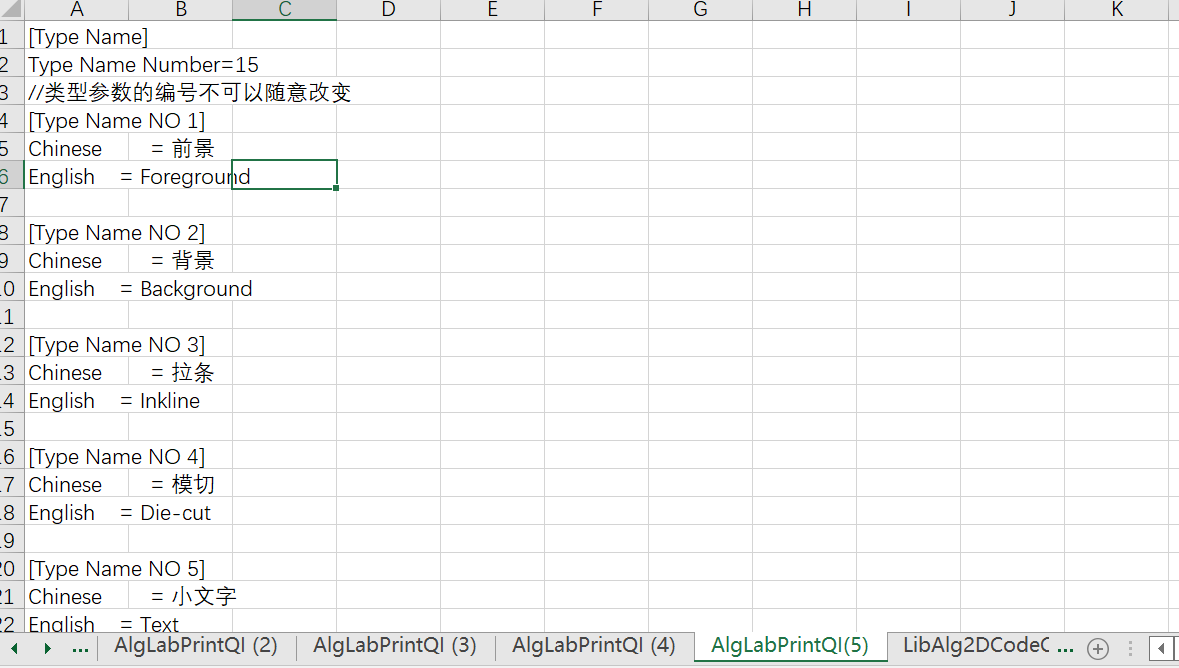 A B C D E F G H I J K
1 [Type Name]
2 Type Name Number=15
3 //类型参数的编号不可以随意改变
4 [Type Name NO 1]
5 Chinese = 前景
6 English = Foreground
7
8 [Type Name NO 2]
9 Chinese = 背景
10 English = Background
11
12 [Type Name NO 3]
13 Chinese = 拉条
14 English = Inkline
15
16 [Type Name NO 4]
17 Chinese = 模切
18 English = Die-cut
19
20 [Type Name NO 5]
21 Chinese = 小文字
22 English = Text
... AlgLabPrintQI (2) AlgLabPrintQI (3) AlgLabPrintQI (4) AlgLabPrintQI(5) LibAlg2DCodeC ...